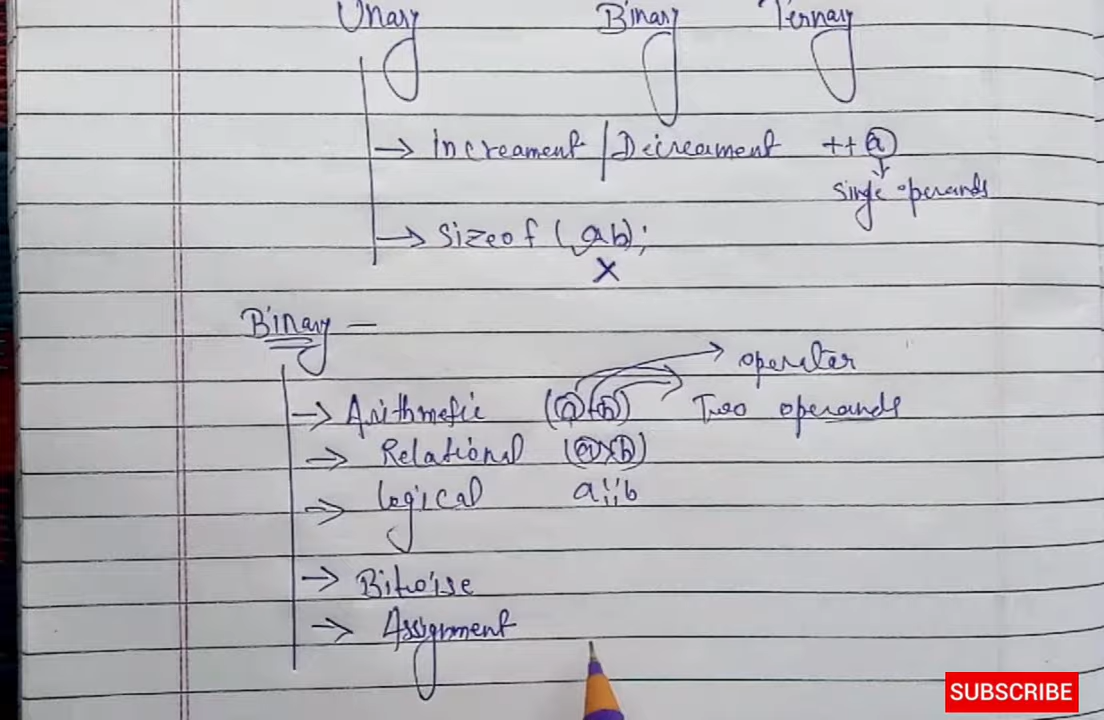 Unary Binary Ternary
→ Increament / Decreament ++a
↓
Single operands
→ Sizeof (ab);
X
Binary —
→ operator
→ Arithmetic (a+b) Two operands
→ Relational (a>b)
→ Logical a||b
→ Bitwise
→ Assignment
SUBSCRIBE